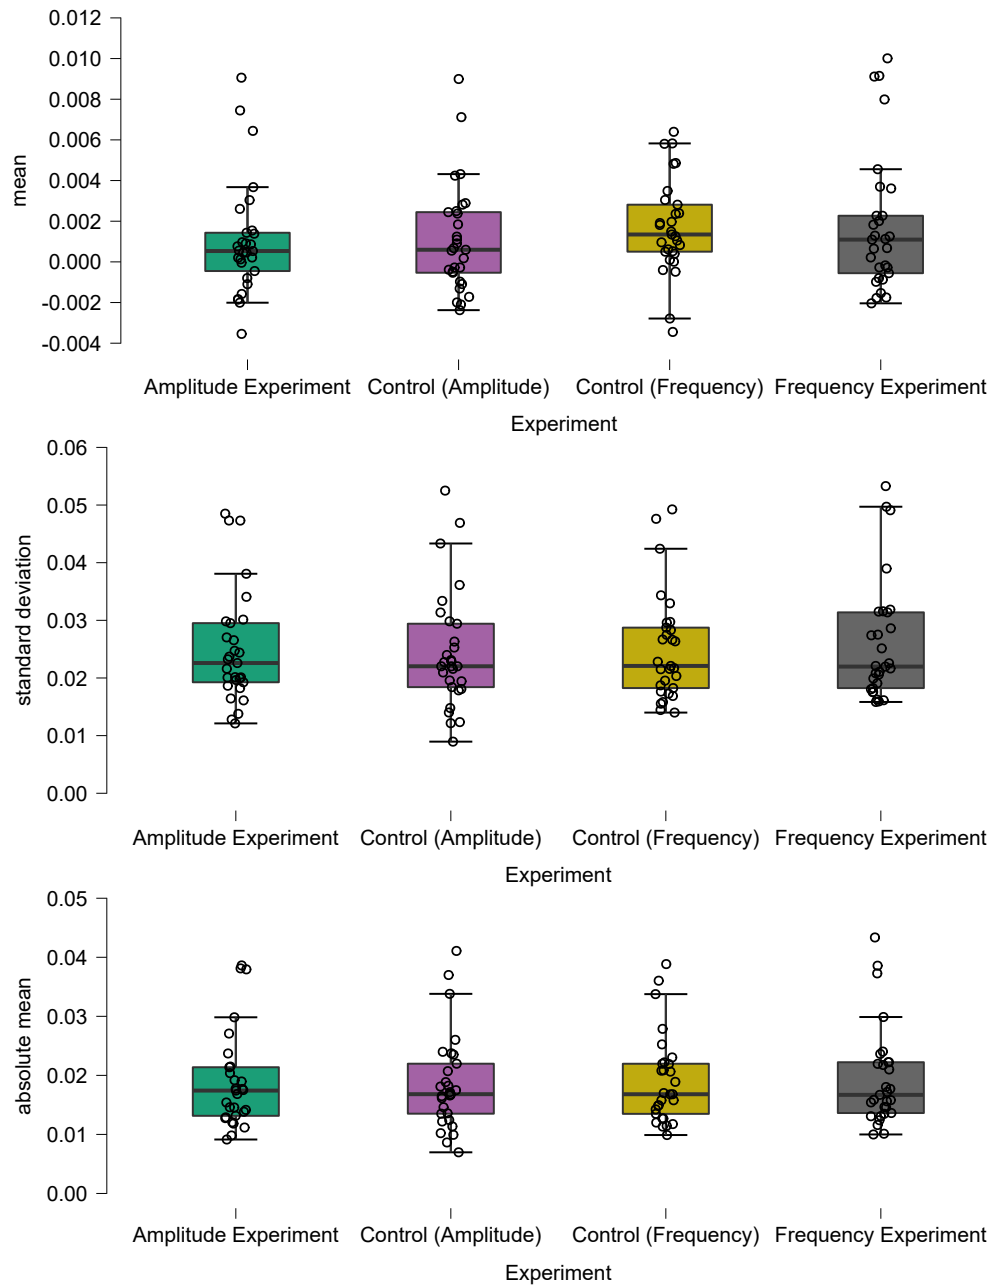 0.012
0.010
0.008
0.006
0.004
0.002
0.000
-0.002
-0.004
mean
Amplitude Experiment Control (Amplitude) Control (Frequency) Frequency Experiment
Experiment
0.06
0.05
0.04
0.03
0.02
0.01
0.00
standard deviation
Amplitude Experiment Control (Amplitude) Control (Frequency) Frequency Experiment
Experiment
0.05
0.04
0.03
0.02
0.01
0.00
absolute mean
Amplitude Experiment Control (Amplitude) Control (Frequency) Frequency Experiment
Experiment